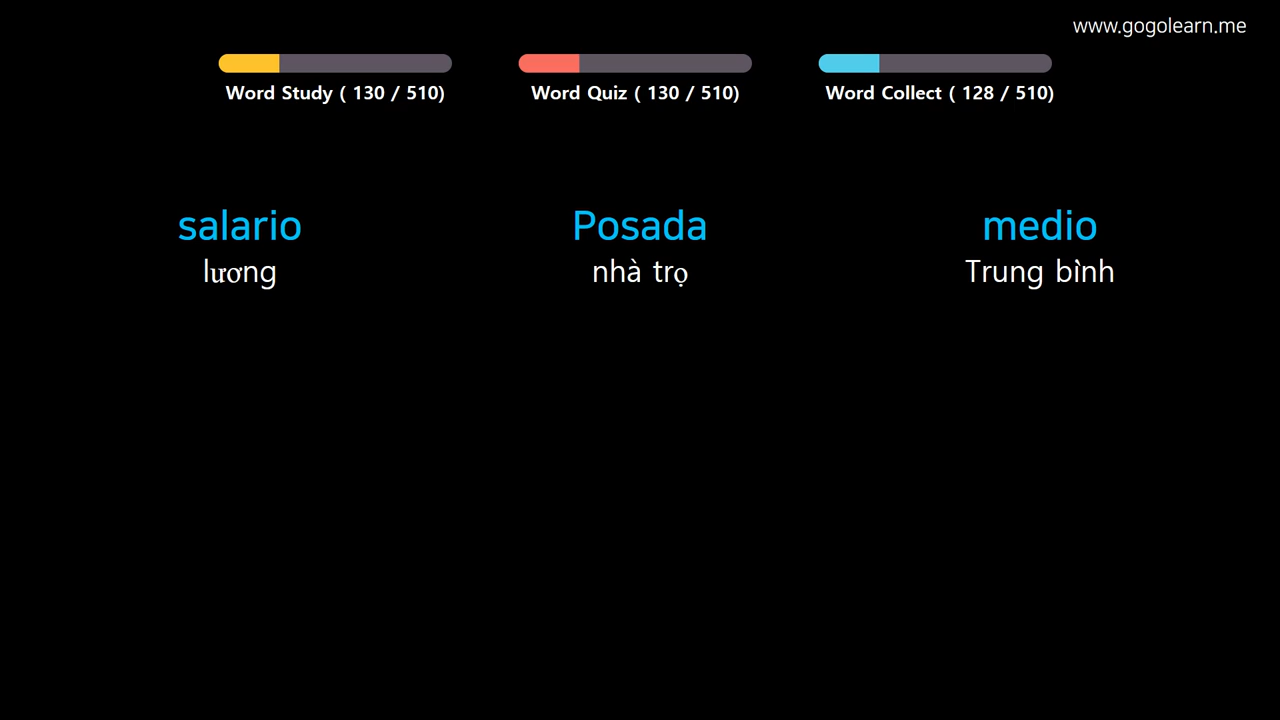 www.gogolearn.me
Word Study ( 130 / 510)
Word Quiz ( 130 / 510)
Word Collect ( 128 / 510)
salario
lương
Posada
nhà trọ
medio
Trung bình